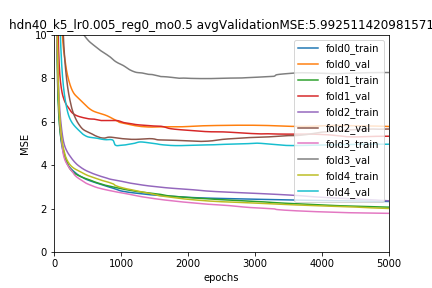 hdn40_k5_lr0.005_reg0_mo0.5 avgValidationMSE:5.992511420981571
10
8
6
4
2
0
MSE
fold0_train
fold0_val
fold1_train
fold1_val
fold2_train
fold2_val
fold3_train
fold3_val
fold4_train
fold4_val
0 1000 2000 3000 4000 5000
epochs